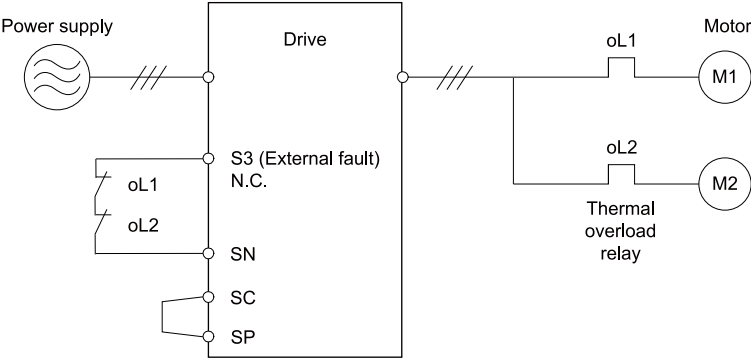 Power supply
Drive
oL1
Motor
M1
S3 (External fault)
N.C.
oL1
oL2
oL2
M2
Thermal
overload
relay
SN
SC
SP